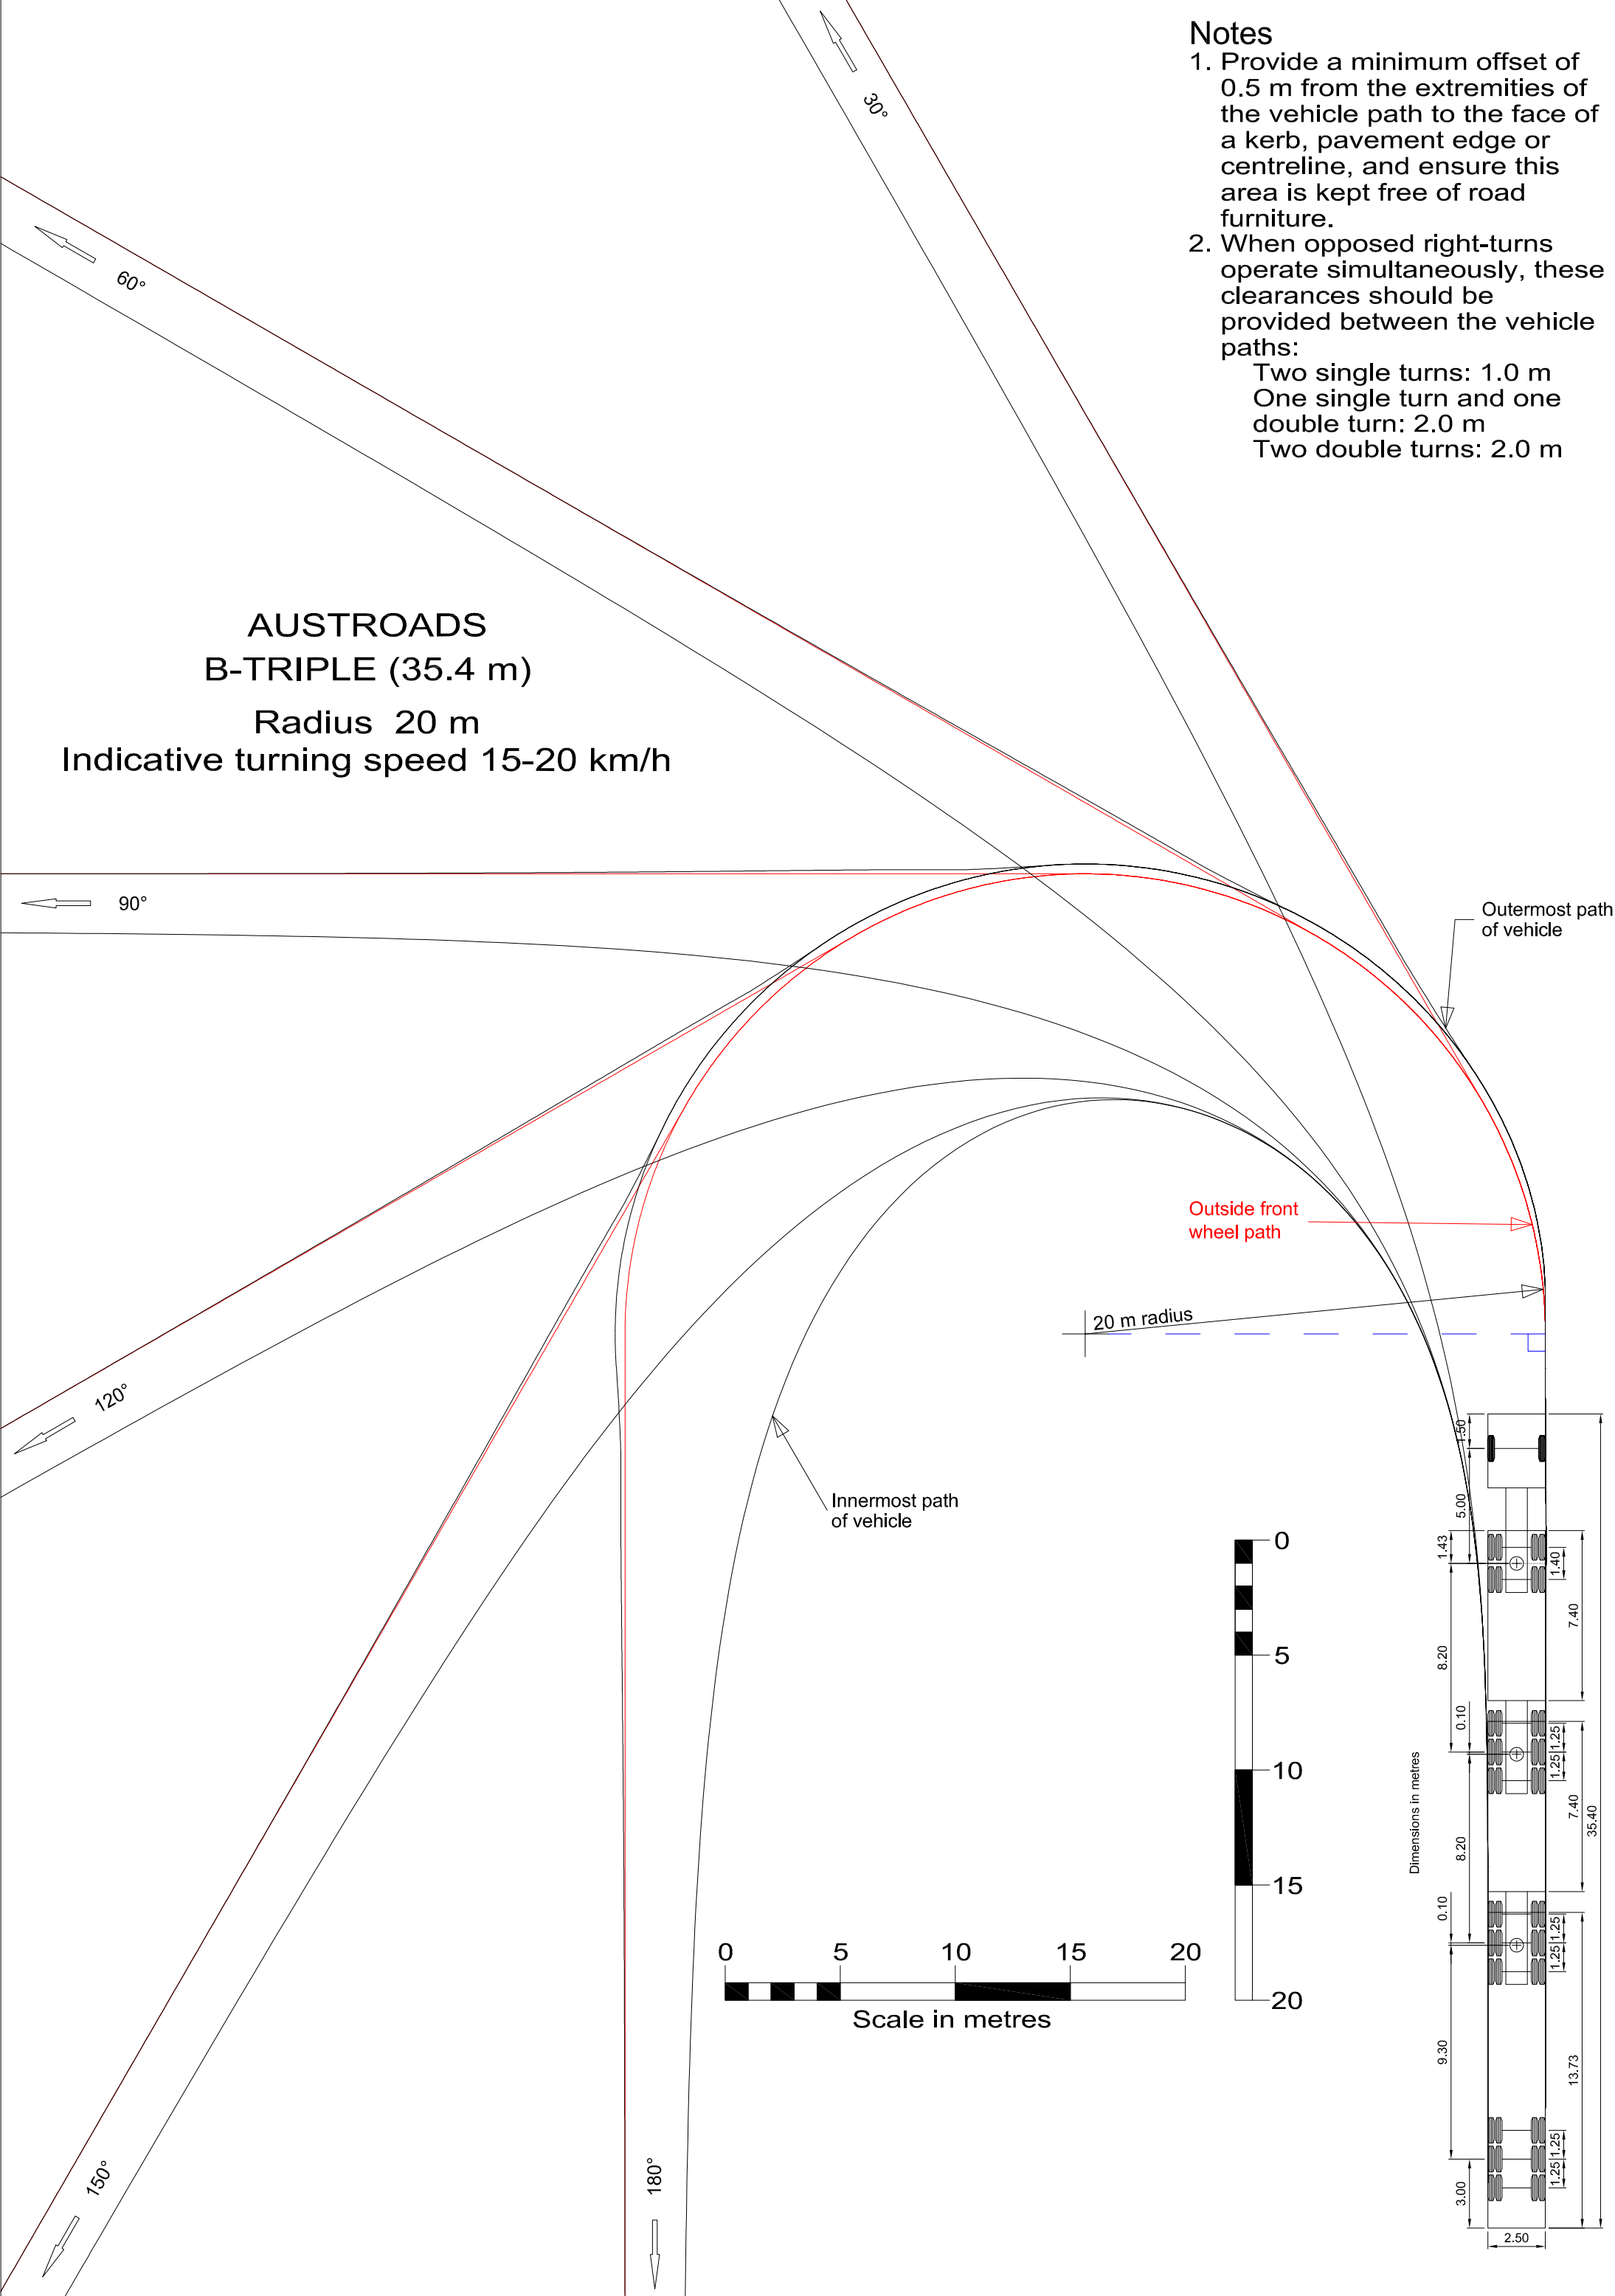 Notes
1. Provide a minimum offset of
0.5 m from the extremities of
the vehicle path to the face of
a kerb, pavement edge or
centreline, and ensure this
area is kept free of road
furniture.
2. When opposed right-turns
operate simultaneously, these
clearances should be
provided between the vehicle
paths:
Two single turns: 1.0 m
One single turn and one
double turn: 2.0 m
Two double turns: 2.0 m
30°
60°
AUSTROADS
B-TRIPLE (35.4 m)
Radius 20 m
Indicative turning speed 15-20 km/h
90°
Outermost path
of vehicle
Outside front
wheel path
20 m radius
120°
Innermost path
of vehicle
150°
180°
0
5
10
15
20
0
5
10
15
20
Scale in metres
Dimensions in metres
1.50
5.00
1.43
1.40
7.40
8.20
0.10
1.25
1.25
7.40
35.40
8.20
0.10
1.25
1.25
9.30
13.73
1.25
1.25
3.00
2.50